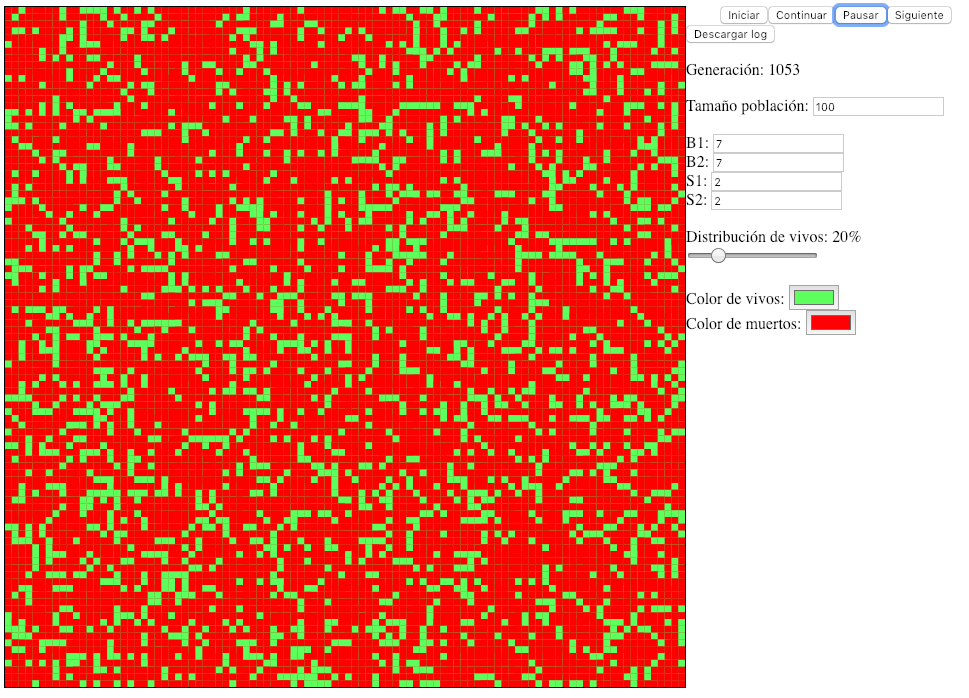 Iniciar Continuar Pausar Siguiente
Descargar log
Generación: 1053
Tamaño población: 100
B1: 7
B2: 7
S1: 2
S2: 2
Distribución de vivos: 20%
Color de vivos:
Color de muertos: